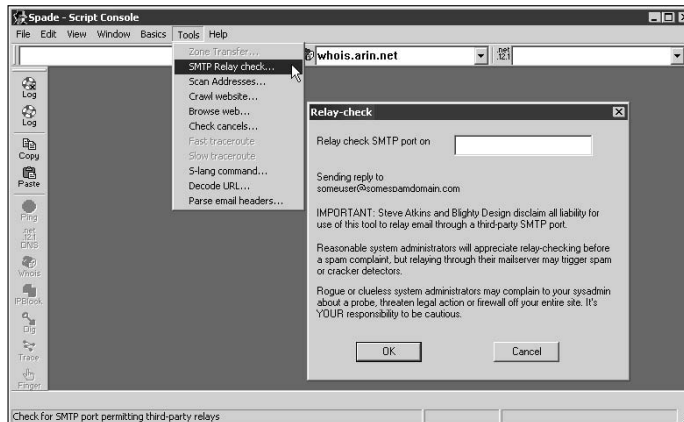 Spade - Script Console
File Edit View Window Basics Tools Help
whois.arin.net
.net
.12.1
Zone Transfer...
SMTP Relay check...
Scan Addresses...
Crawl website...
Browse web...
Check cancels...
Fast traceroute
Slow traceroute
S-lang command...
Decode URL...
Parse email headers...
Log
Log
Copy
Paste
Ping
.net
.12.1
DNS
Whois
IPBlock
Dig
Trace
Finger
Relay-check
Relay check SMTP port on
Sending reply to
someuser@somespamdomain.com
IMPORTANT: Steve Atkins and Blighty Design disclaim all liability for
use of this tool to relay email through a third-party SMTP port.
Reasonable system administrators will appreciate relay-checking before
a spam complaint, but relaying through their mailserver may trigger spam
or cracker detectors.
Rogue or clueless system administrators may complain to your sysadmin
about a probe, threaten legal action or firewall off your entire site. It's
YOUR responsibility to be cautious.
OK
Cancel
Check for SMTP port permitting third-party relays